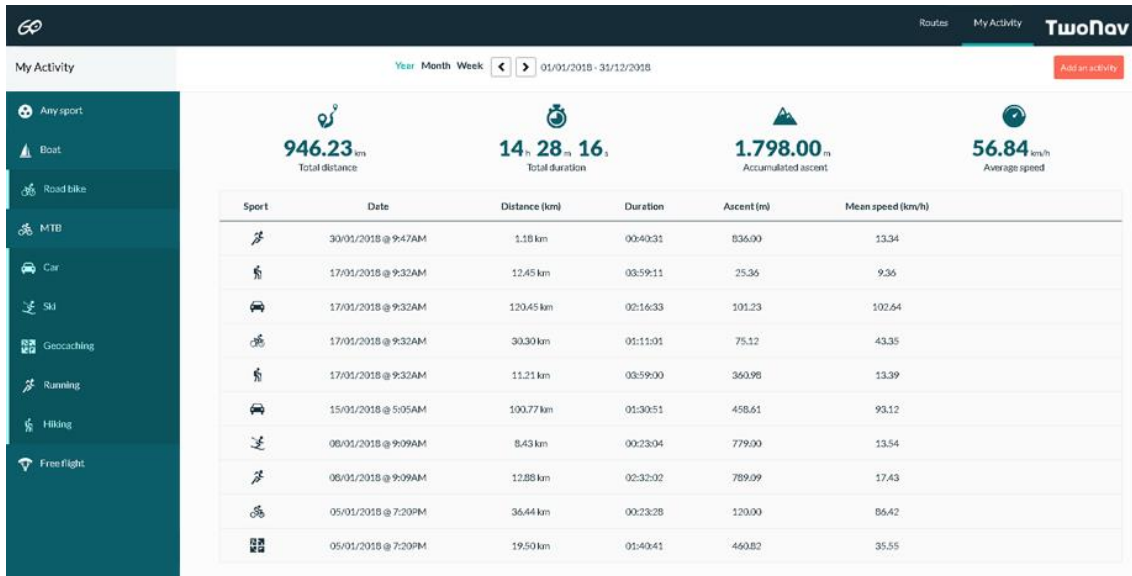 GO
Routes My Activity TwoNav
My Activity
Year Month Week 01/01/2018 - 31/12/2018
Add an activity
Any sport
Boat
Road bike
MTB
Car
Ski
Geocaching
Running
Hiking
Free flight
946.23 km
Total distance
14 h 28 m 16 s
Total duration
1.798.00 m
Accumulated ascent
56.84 km/h
Average speed
Sport Date Distance (km) Duration Ascent (m) Mean speed (km/h)
30/01/2018 @ 9:47AM 1.18 km 00:40:31 836.00 13.34
17/01/2018 @ 9:32AM 12.45 km 03:59:11 25.36 9.36
17/01/2018 @ 9:32AM 120.45 km 02:16:33 101.23 102.64
17/01/2018 @ 9:32AM 30.30 km 01:11:01 75.12 43.35
17/01/2018 @ 9:32AM 11.21 km 03:59:00 360.98 13.39
15/01/2018 @ 5:05AM 100.77 km 01:30:51 458.61 93.12
08/01/2018 @ 9:09AM 8.43 km 00:23:04 779.00 13.54
08/01/2018 @ 9:09AM 12.88 km 02:32:02 789.09 17.43
05/01/2018 @ 7:20PM 36.44 km 00:23:28 120.00 86.42
05/01/2018 @ 7:20PM 19.50 km 01:40:41 460.82 35.55